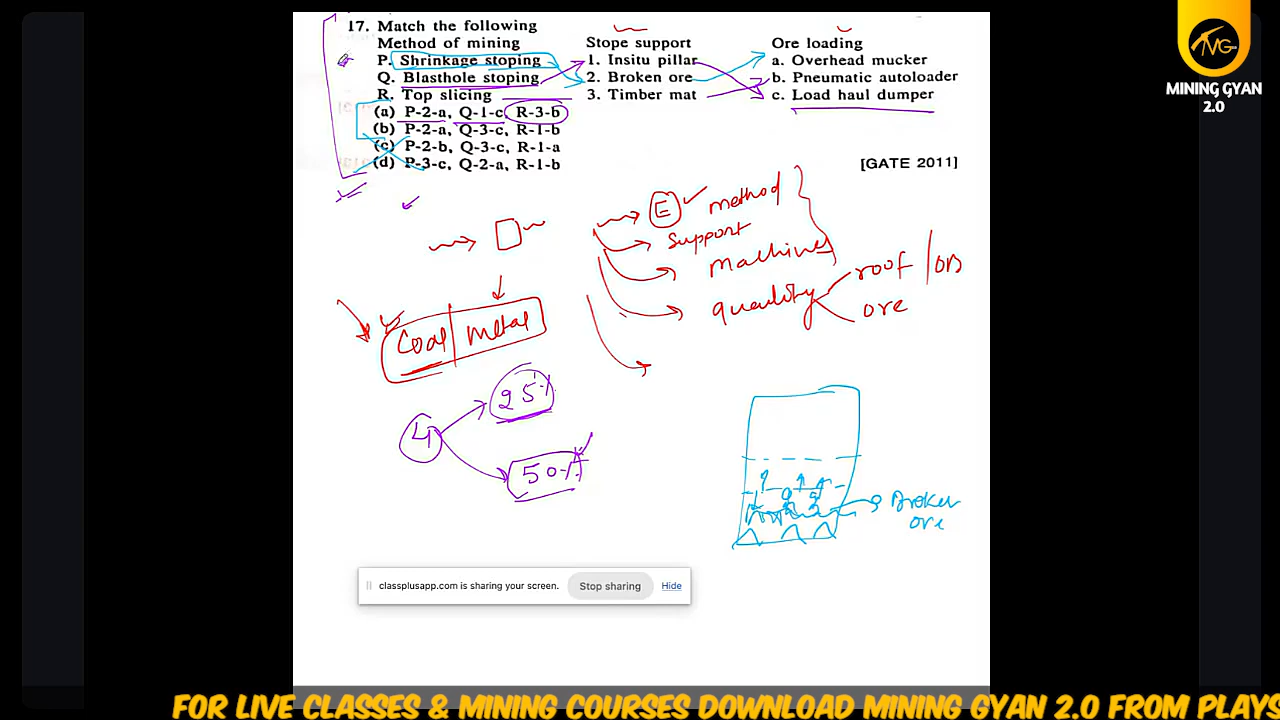 17. Match the following
Method of mining Stope support Ore loading
P. Shrinkage stoping 1. Insitu pillar a. Overhead mucker
Q. Blasthole stoping 2. Broken ore b. Pneumatic autoloader
R. Top slicing 3. Timber mat c. Load haul dumper
(a) P-2-a, Q-1-c, R-3-b
(b) P-2-a, Q-3-c, R-1-b
(c) P-2-b, Q-3-c, R-1-a
(d) P-3-c, Q-2-a, R-1-b
[GATE 2011]
TVG
MINING GYAN
2.0
E method
Support
machine
quality
roof / OB
ore
Coal | Metal
4
25%
50%
Broken
ore
classplusapp.com is sharing your screen. Stop sharing Hide
FOR LIVE CLASSES & MINING COURSES DOWNLOAD MINING GYAN 2.0 FROM PLAYS